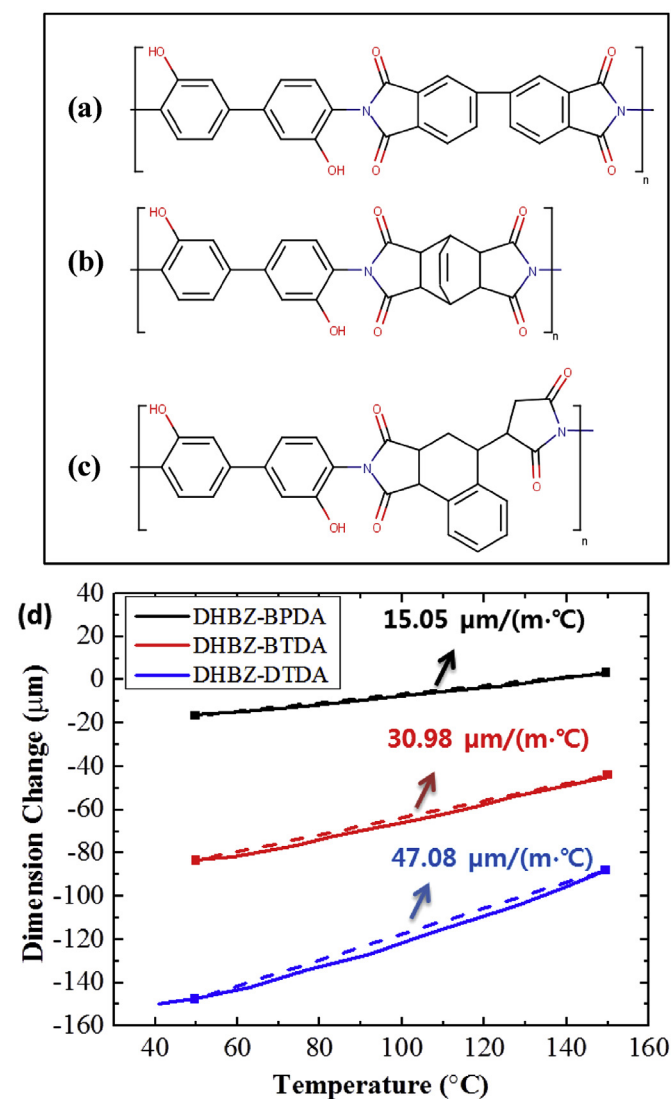 (a)
HO
OH
O
O
N
O
O
N
n
(b)
HO
OH
O
O
N
O
O
N
n
(c)
HO
OH
O
O
N
O
N
O
n
(d)
DHBZ-BPDA
DHBZ-BTDA
DHBZ-DTDA
15.05 μm/(m·℃)
30.98 μm/(m·℃)
47.08 μm/(m·℃)
Dimension Change (μm)
40
20
0
-20
-40
-60
-80
-100
-120
-140
-160
40 60 80 100 120 140 160
Temperature (°C)